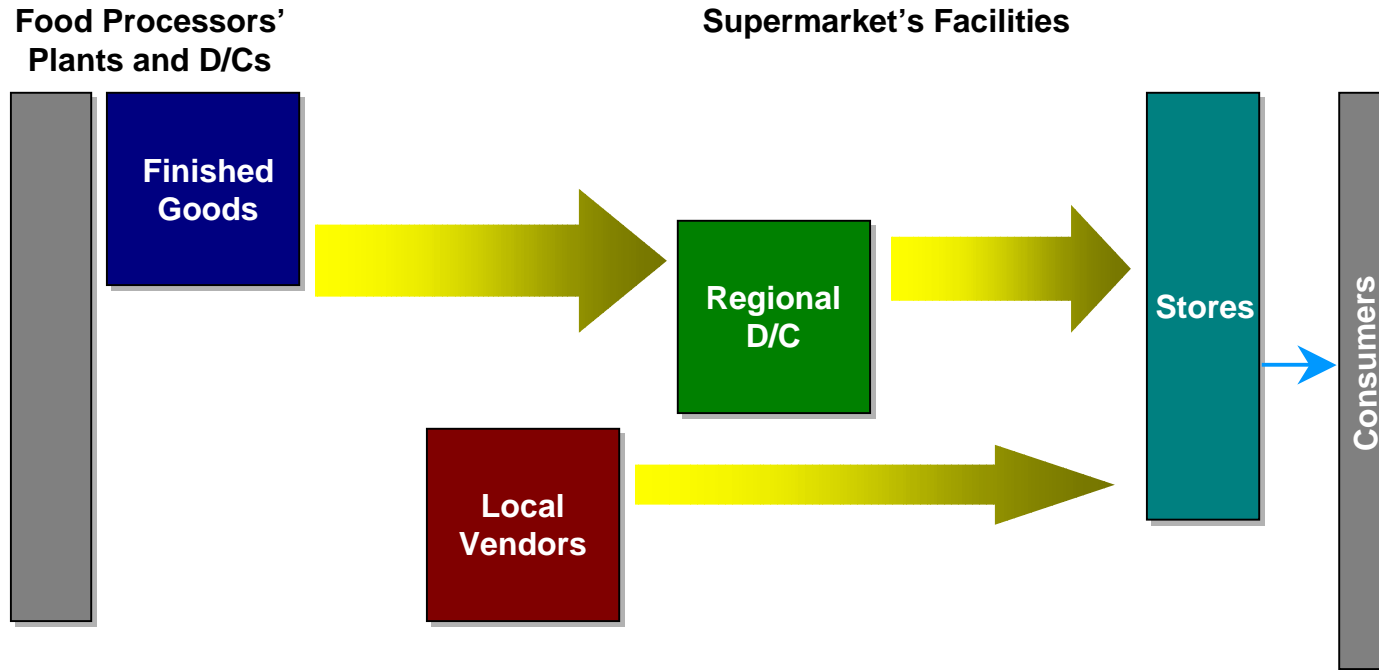 Food Processors'
Plants and D/Cs
Supermarket's Facilities
Finished
Goods
Regional
D/C
Stores
Local
Vendors
Consumers